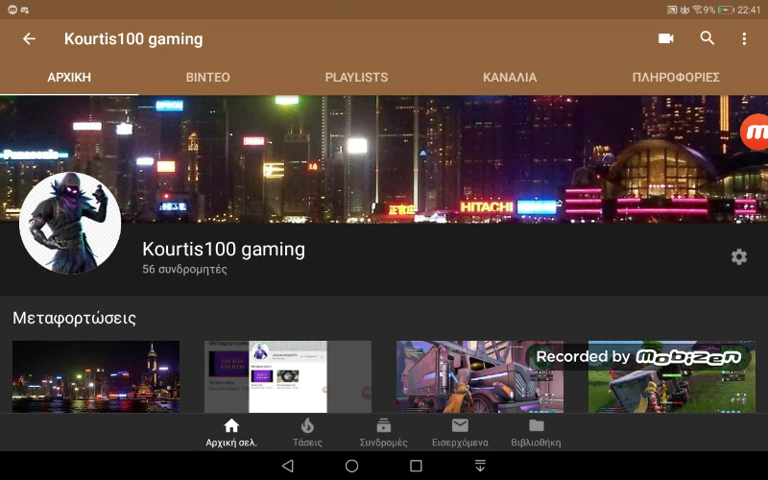 9% 22:41
Kourtis100 gaming
ΑΡΧΙΚΗ ΒΙΝΤΕΟ PLAYLISTS ΚΑΝΑΛΙΑ ΠΛΗΡΟΦΟΡΙΕΣ
Panasonic
HITACHI
Kourtis100 gaming
56 συνδρομητές
Μεταφορτώσεις
Recorded by Mobizen
Αρχική σελ. Τάσεις Συνδρομές Εισερχόμενα Βιβλιοθήκη